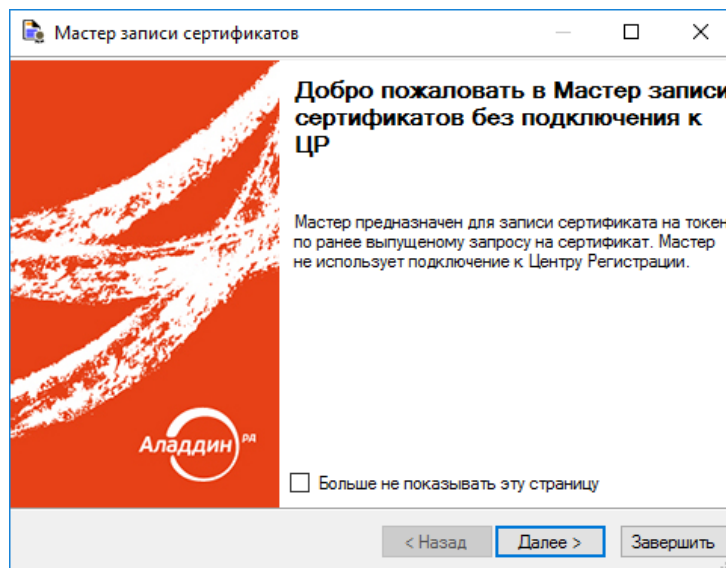 Мастер записи сертификатов
Добро пожаловать в Мастер записи
сертификатов без подключения к
ЦР
Мастер предназначен для записи сертификата на токен
по ранее выпущеному запросу на сертификат. Мастер
не использует подключение к Центру Регистрации.
Аладдин РД
Больше не показывать эту страницу
< Назад
Далее >
Завершить